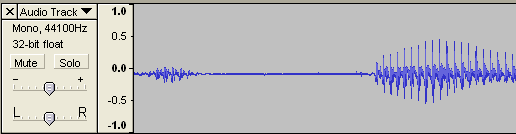 × Audio Track ▼
Mono, 44100Hz
32-bit float
Mute Solo
- +
L R
1.0
0.5
0.0
-0.5
-1.0